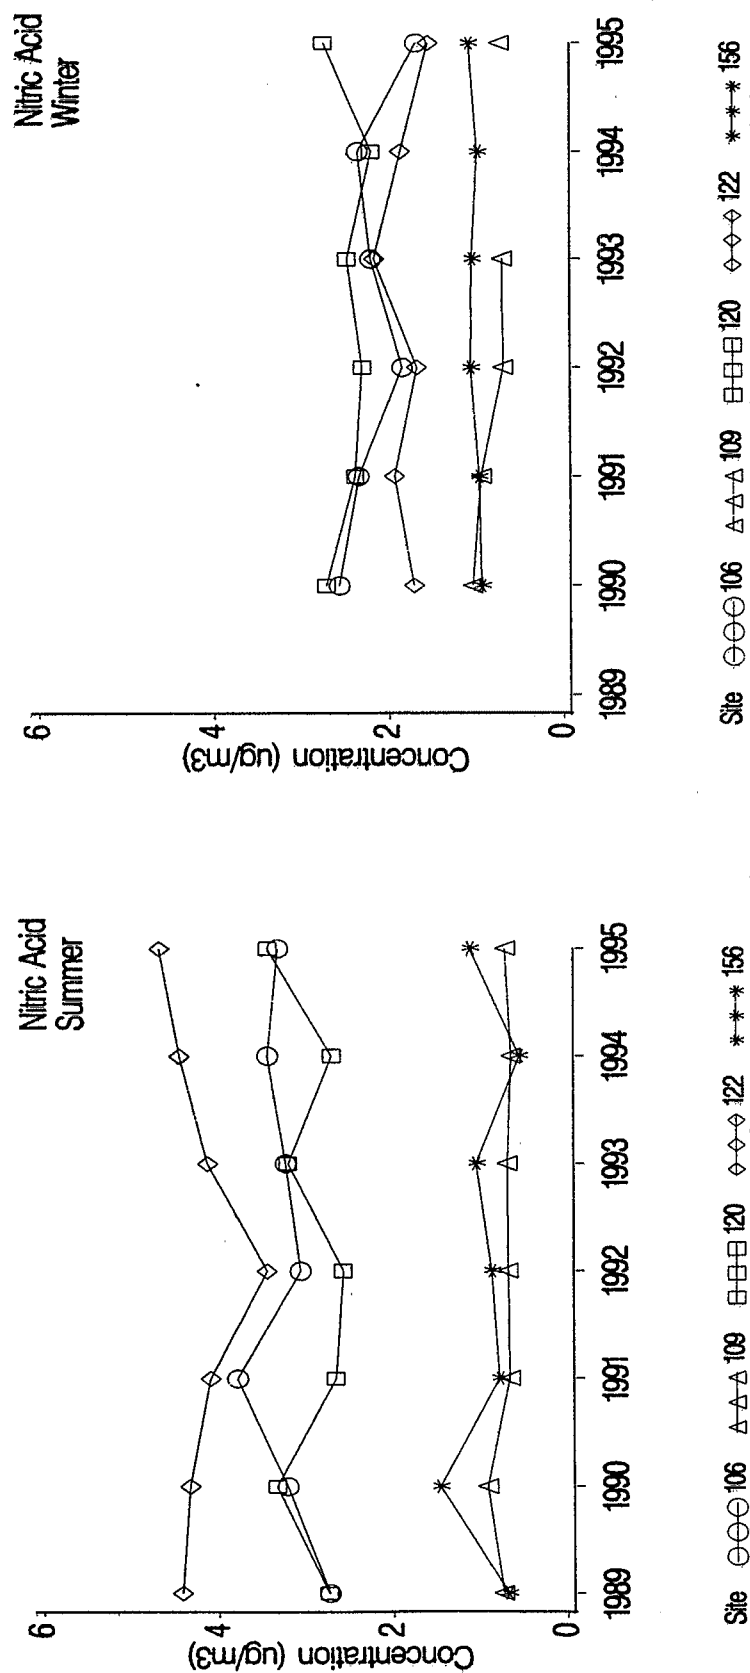 Nitric Acid
Summer
Concentration (ug/m3)
6
4
2
0
1989 1990 1991 1992 1993 1994 1995
Site 106 109 120 122 156
Nitric Acid
Winter
Concentration (ug/m3)
6
4
2
0
1989 1990 1991 1992 1993 1994 1995
Site 106 109 120 122 156